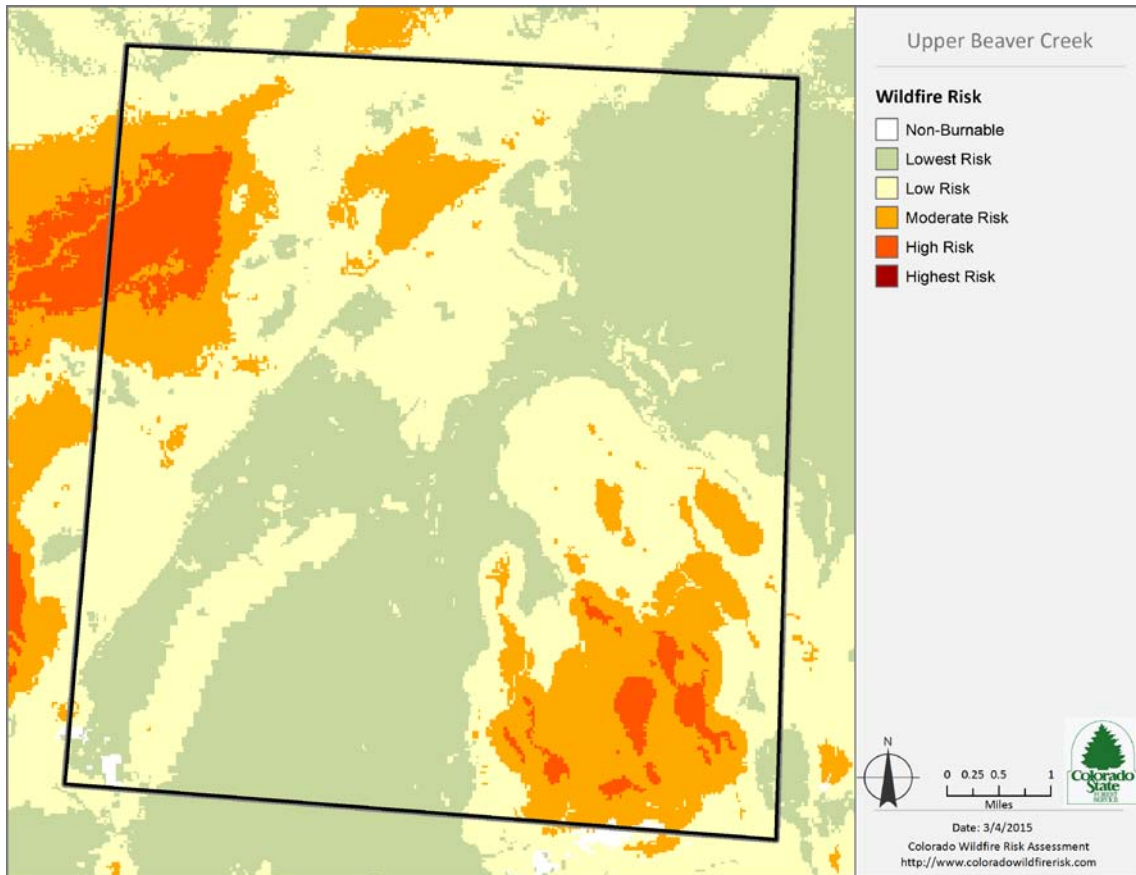 Upper Beaver Creek
Wildfire Risk
Non-Burnable
Lowest Risk
Low Risk
Moderate Risk
High Risk
Highest Risk
N
0 0.25 0.5 1
Miles
Colorado
State
FOREST
SERVICE
Date: 3/4/2015
Colorado Wildfire Risk Assessment
http://www.coloradowildfirerisk.com